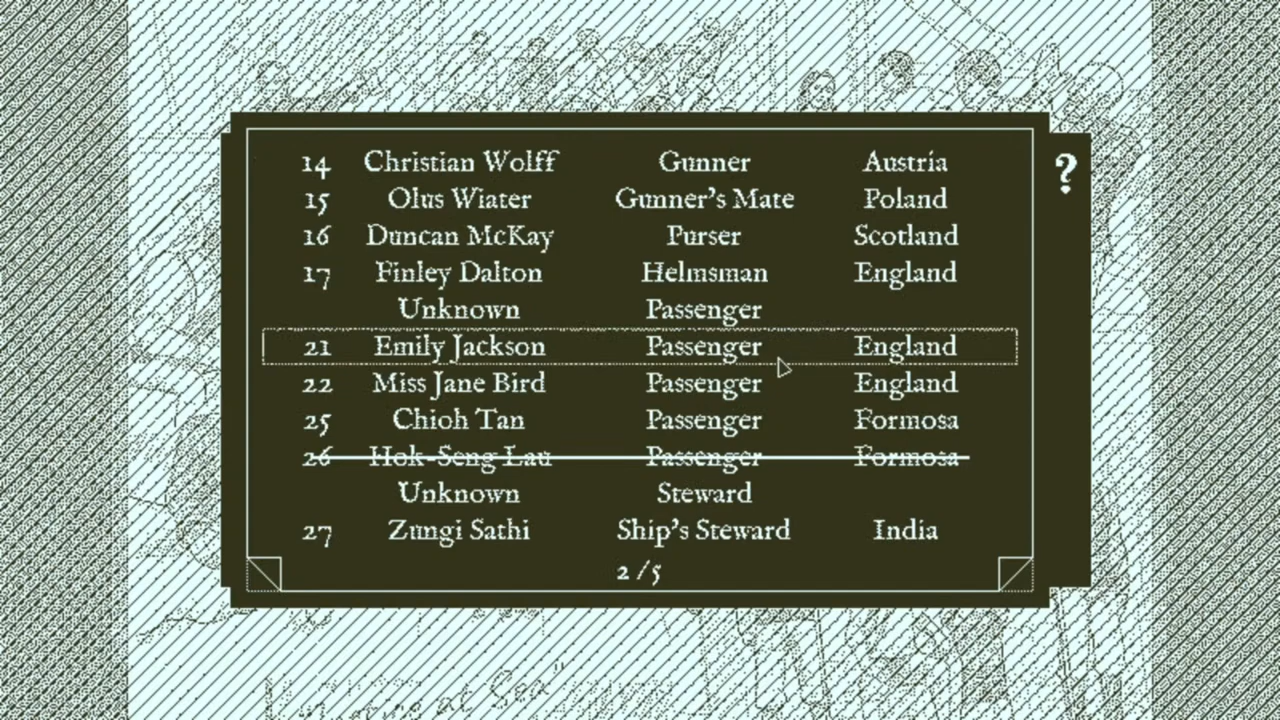 14 Christian Wolff Gunner Austria
?
15 Olus Wiater Gunner's Mate Poland
16 Duncan McKay Purser Scotland
17 Finley Dalton Helmsman England
Unknown Passenger
21 Emily Jackson Passenger England
22 Miss Jane Bird Passenger England
25 Chioh Tan Passenger Formosa
26 Hok-Seng Lau Passenger Formosa
Unknown Steward
27 Zungi Sathi Ship's Steward India
2 / 5
at Sea"